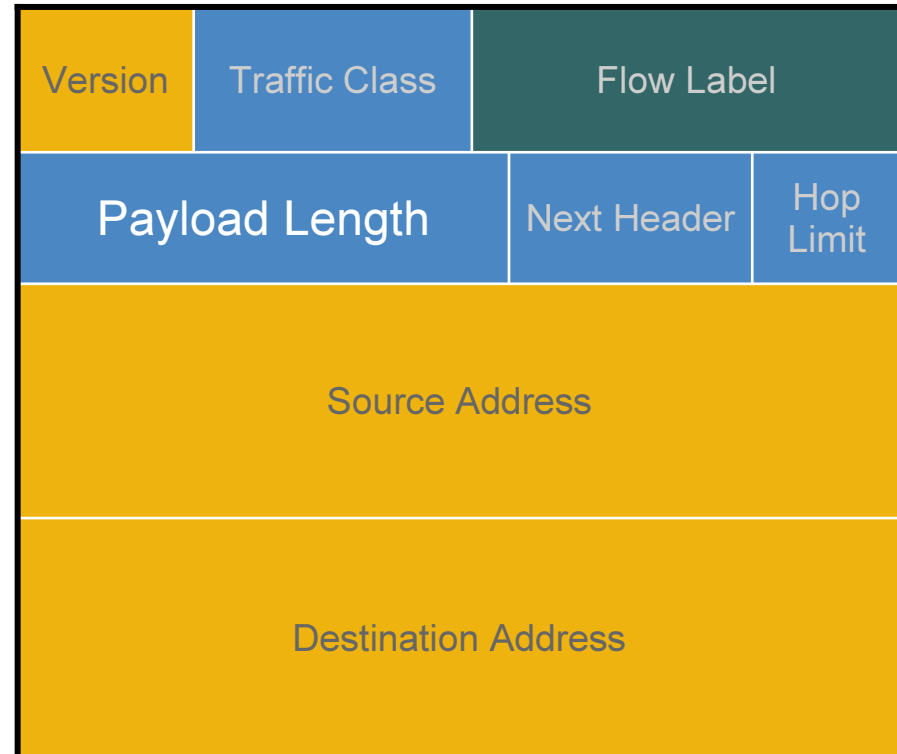 Version
Traffic Class
Flow Label
Payload Length
Next Header
Hop
Limit
Source Address
Destination Address